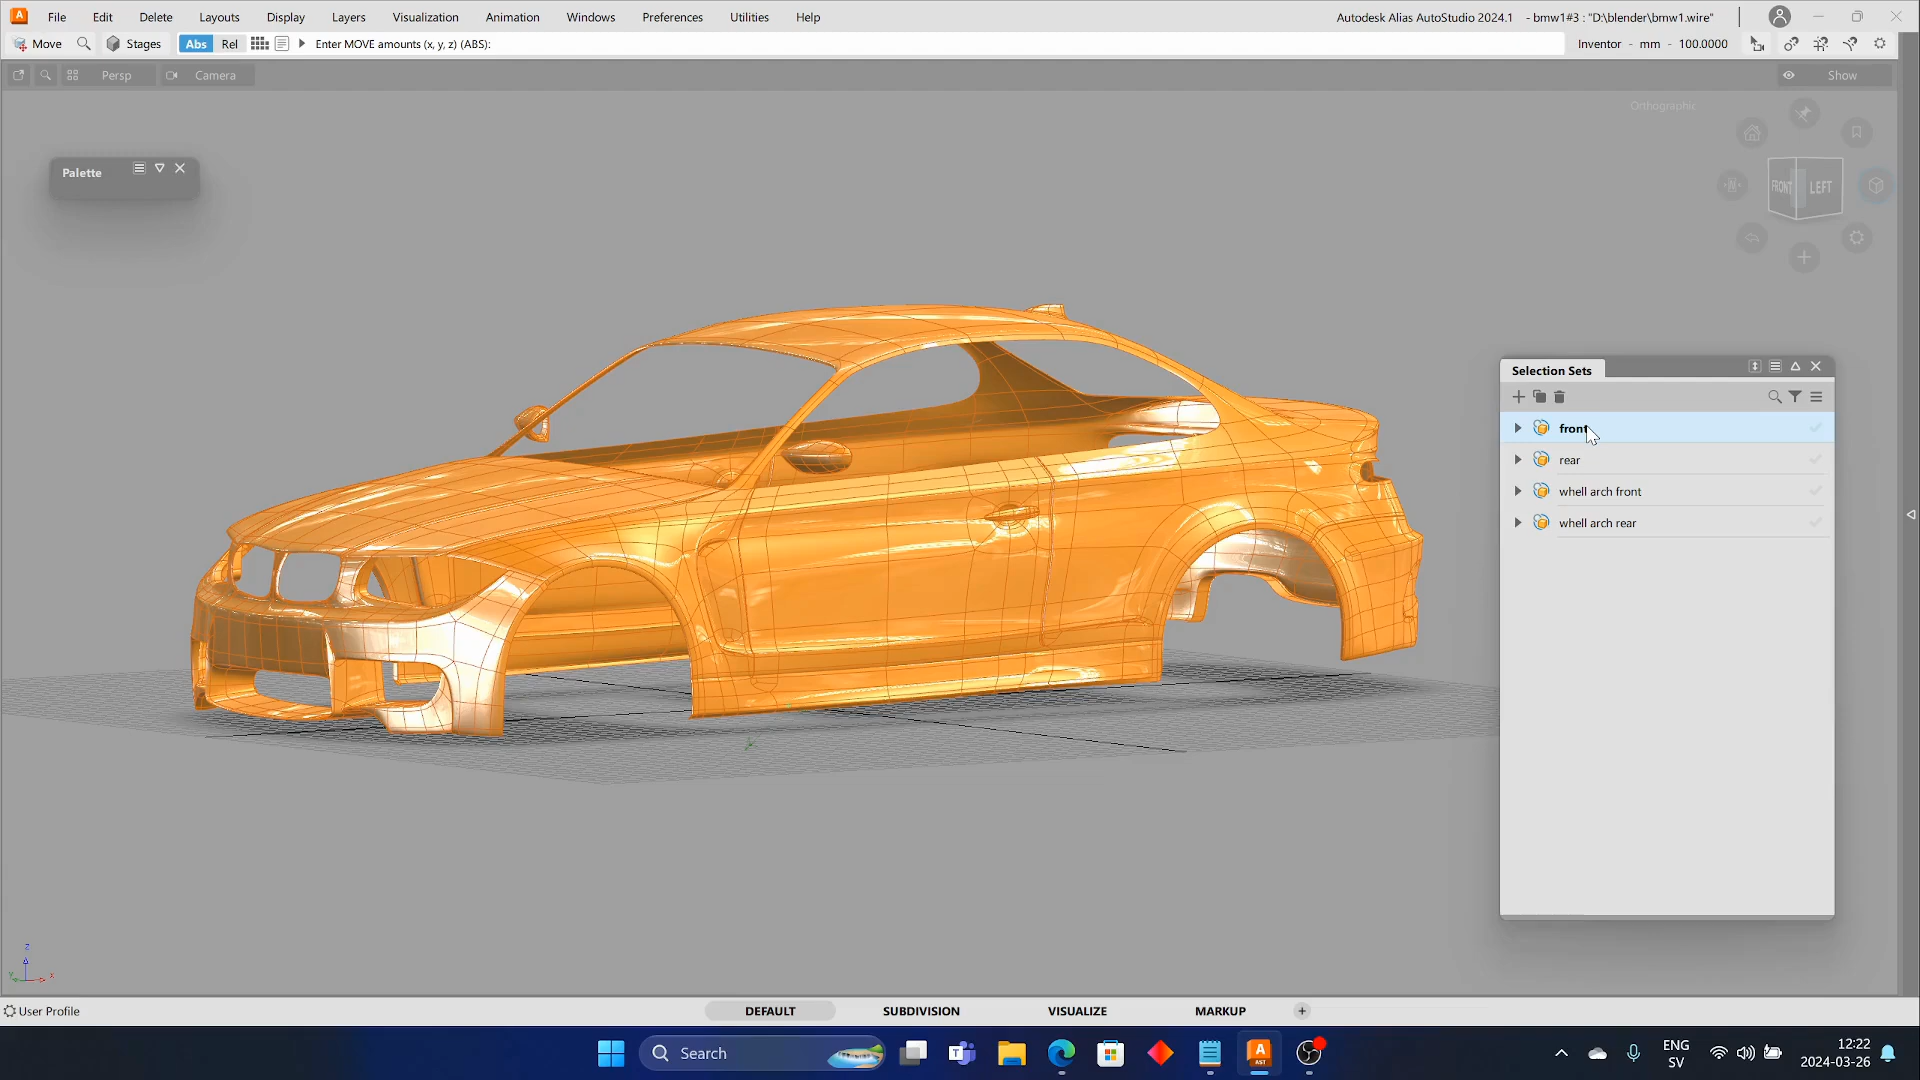 File Edit Delete Layouts Display Layers Visualization Animation Windows Preferences Utilities Help
Autodesk Alias AutoStudio 2024.1 - bmw1#3 : "D:\blender\bmw1.wire"
Move Stages Abs Rel Enter MOVE amounts (x, y, z) (ABS):
Inventor - mm - 100.0000
Persp Camera Show
Orthographic
Palette
FRONT LEFT
Selection Sets
front
rear
whell arch front
whell arch rear
z
y x
User Profile
DEFAULT SUBDIVISION VISUALIZE MARKUP +
Search
ENG
SV
12:22
2024-03-26